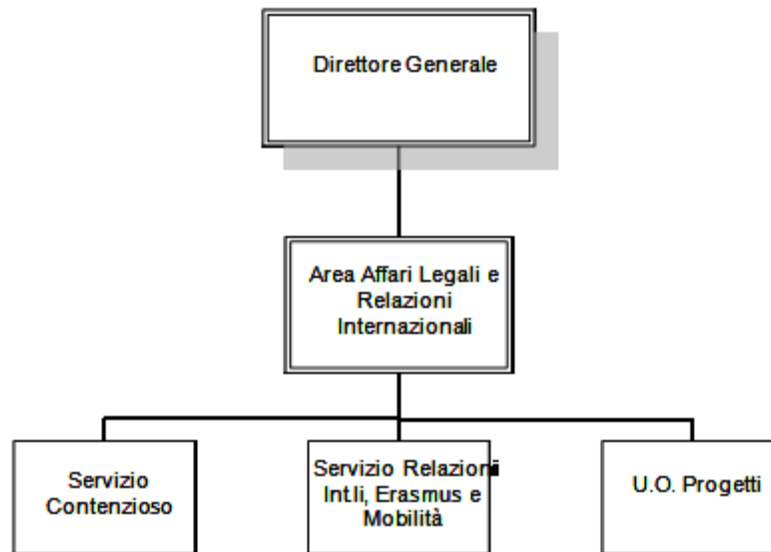 Direttore Generale
Area Affari Legali e
Relazioni
Internazionali
Servizio
Contenzioso
Servizio Relazioni
Int.li, Erasmus e
Mobilità
U.O. Progetti